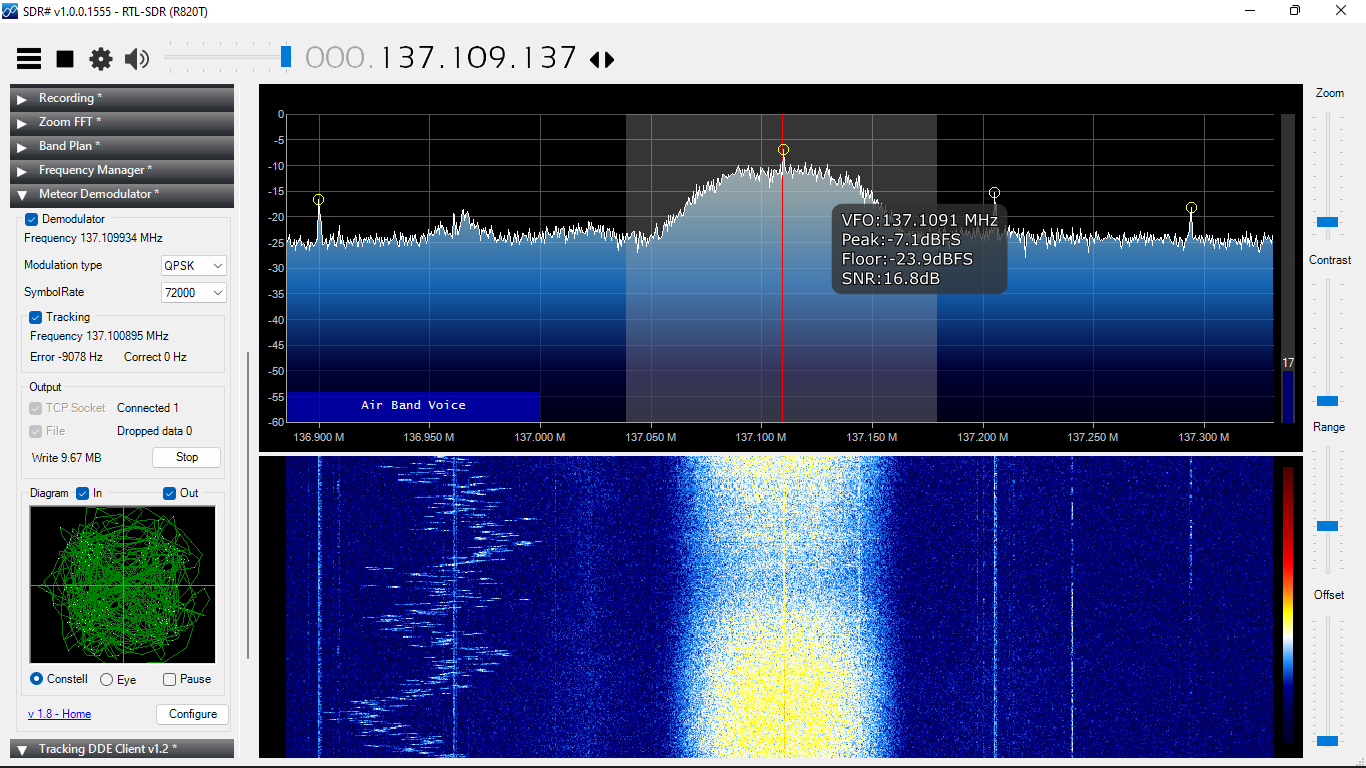 SDR# v1.0.0.1555 - RTL-SDR (R820T)
000.137.109.137
Recording *
Zoom FFT *
Band Plan *
Frequency Manager *
Meteor Demodulator *
Demodulator
Frequency 137.109934 MHz
Modulation type QPSK
SymbolRate 72000
Tracking
Frequency 137.100895 MHz
Error -9078 Hz Correct 0 Hz
Output
TCP Socket Connected 1
File Dropped data 0
Write 9.67 MB Stop
Diagram In Out
Constell Eye Pause
v 1.8 - Home Configure
Tracking DDE Client v1.2 *
0
-5
-10
-15
-20
-25
-30
-35
-40
-45
-50
-55
-60
VFO:137.1091 MHz
Peak:-7.1dBFS
Floor:-23.9dBFS
SNR:16.8dB
17
Air Band Voice
136.900 M 136.950 M 137.000 M 137.050 M 137.100 M 137.150 M 137.200 M 137.250 M 137.300 M
Zoom
Contrast
Range
Offset